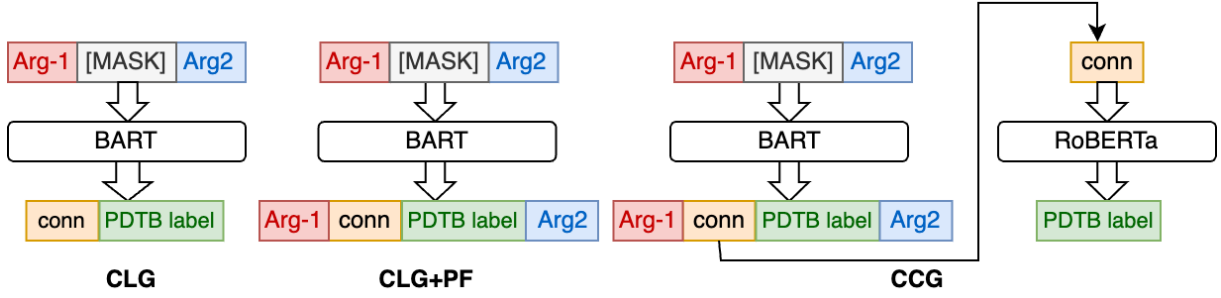 Arg-1 [MASK] Arg2
BART
conn PDTB label
CLG
Arg-1 [MASK] Arg2
BART
Arg-1 conn PDTB label Arg2
CLG+PF
Arg-1 [MASK] Arg2
BART
Arg-1 conn PDTB label Arg2
conn
RoBERTa
PDTB label
CCG